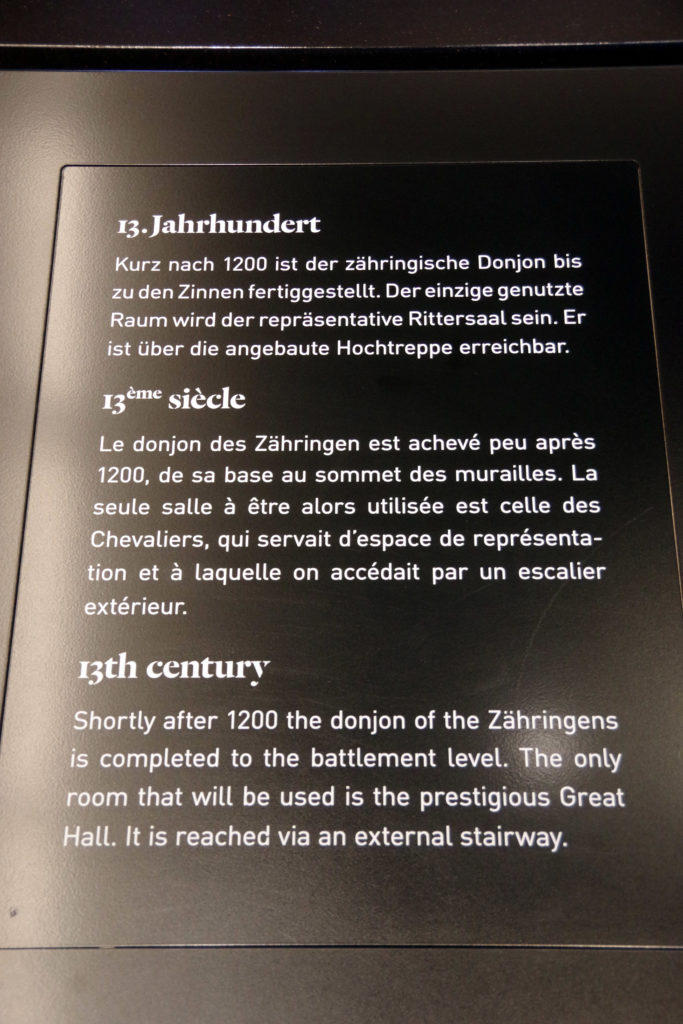 13. Jahrhundert
Kurz nach 1200 ist der zähringische Donjon bis
zu den Zinnen fertiggestellt. Der einzige genutzte
Raum wird der repräsentative Rittersaal sein. Er
ist über die angebaute Hochtreppe erreichbar.
13ème siècle
Le donjon des Zähringen est achevé peu après
1200, de sa base au sommet des murailles. La
seule salle à être alors utilisée est celle des
Chevaliers, qui servait d'espace de représenta-
tion et à laquelle on accédait par un escalier
extérieur.
13th century
Shortly after 1200 the donjon of the Zähringens
is completed to the battlement level. The only
room that will be used is the prestigious Great
Hall. It is reached via an external stairway.